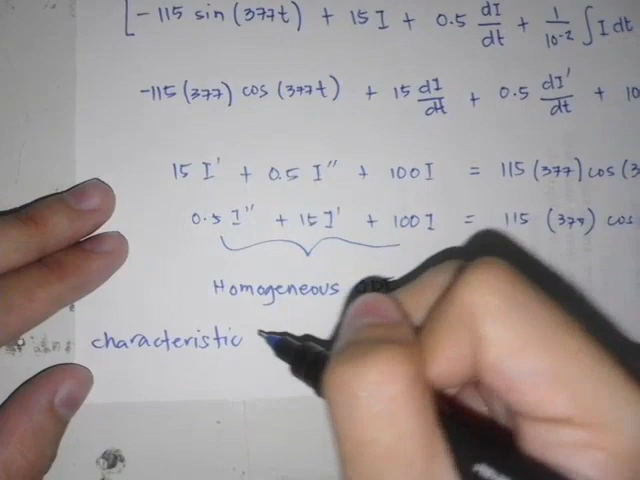 [-115 sin(377t) + 15I + 0.5 dI/dt + 1/10^-2 ∫I dt
-115(377) cos(377t) + 15 dI/dt + 0.5 dI'/dt + 10
15 I' + 0.5 I" + 100I = 115(377)cos(3
0.5 I" + 15 I' + 100 I = 115 (377) cos
Homogeneous
characteristic